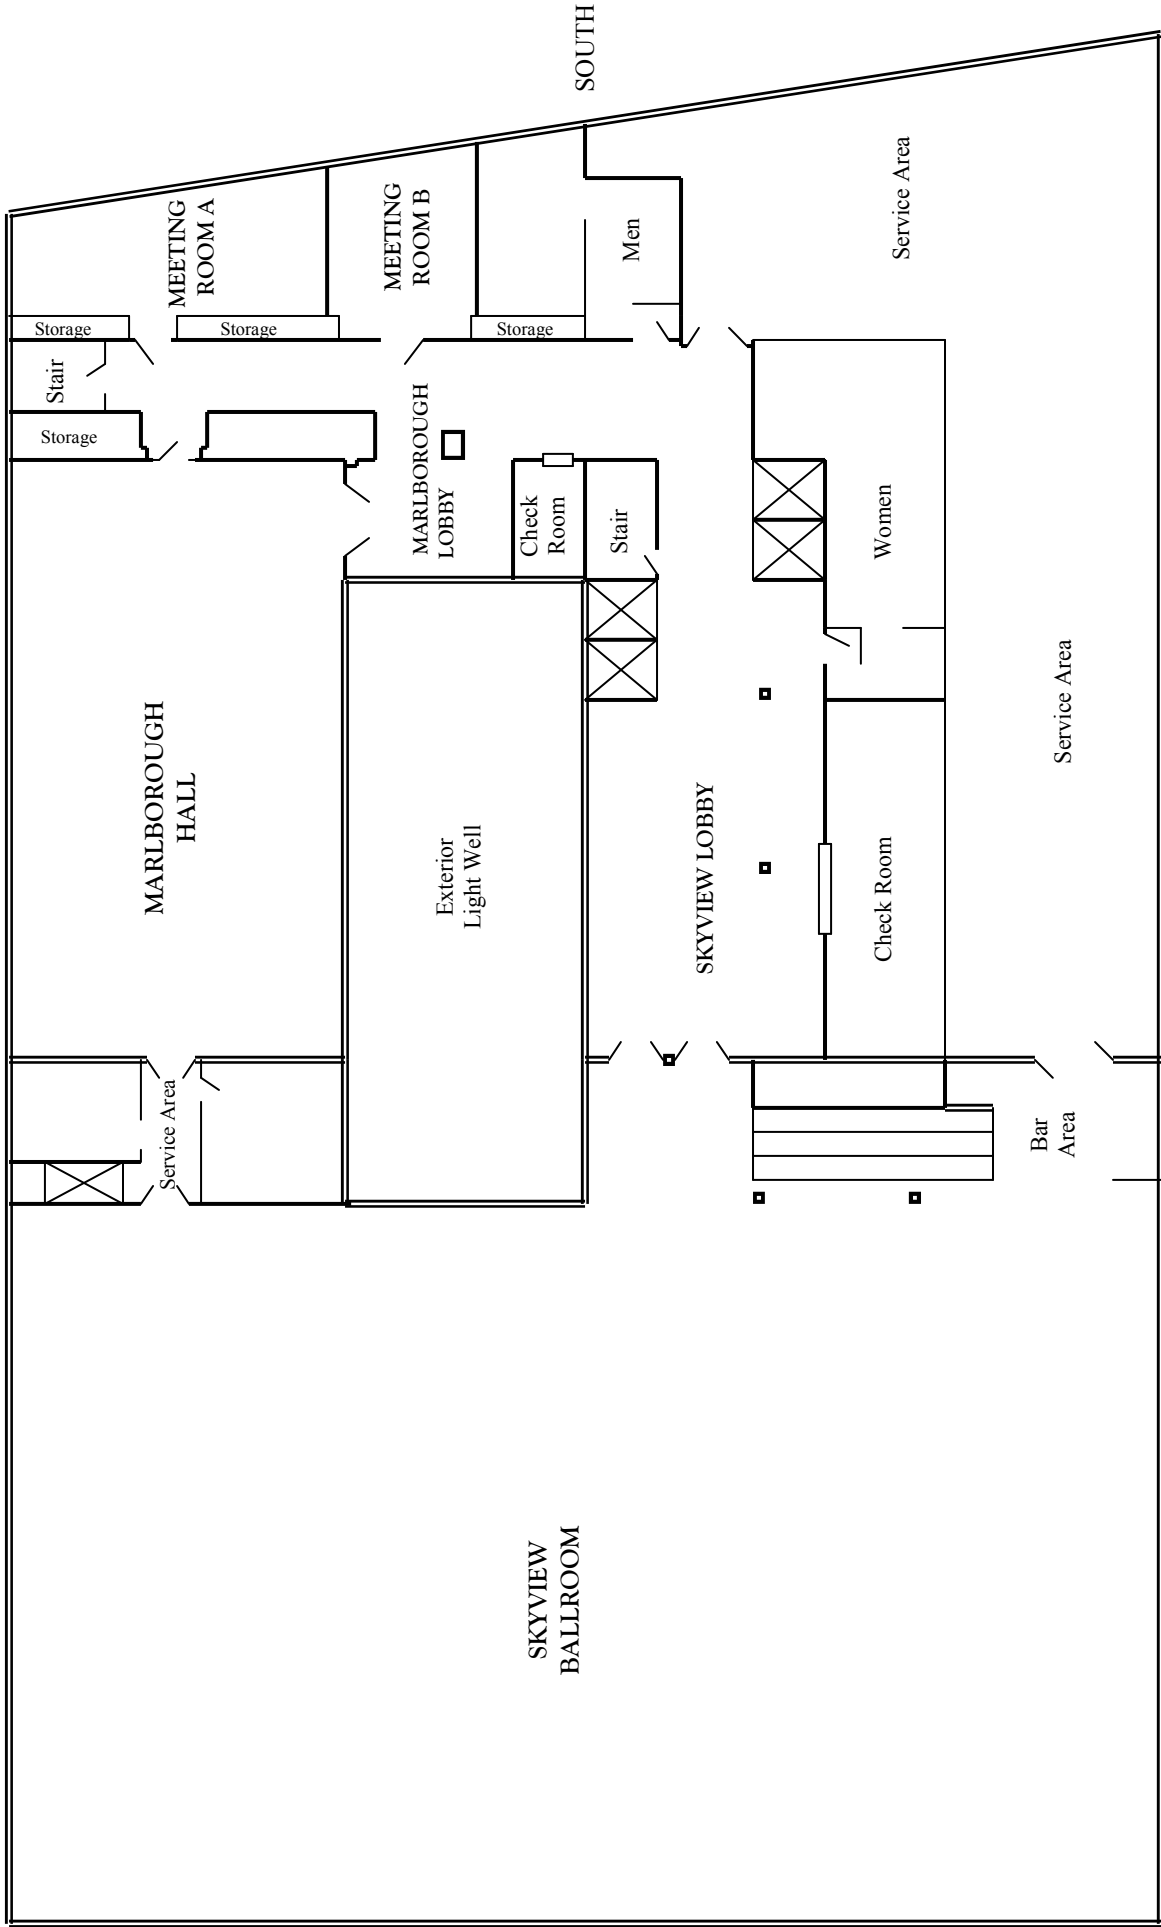 SOUTH
MEETING
ROOM A
MEETING
ROOM B
Men
Service Area
Storage
Storage
Storage
Stair
Storage
MARLBOROUGH
LOBBY
Check
Room
Stair
Women
MARLBOROUGH
HALL
Exterior
Light Well
SKYVIEW LOBBY
Check Room
Service Area
Service Area
Bar
Area
SKYVIEW
BALLROOM